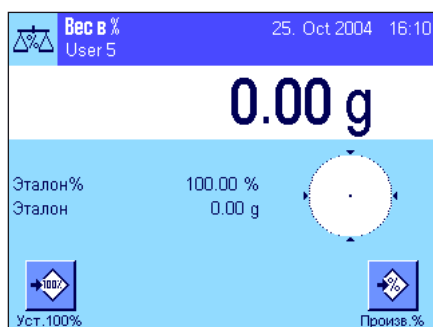 Вес в %
25. Oct 2004 16:10
User 5
0.00 g
Эталон% 100.00 %
Эталон 0.00 g
100%
%
Уст.100% Произв.%